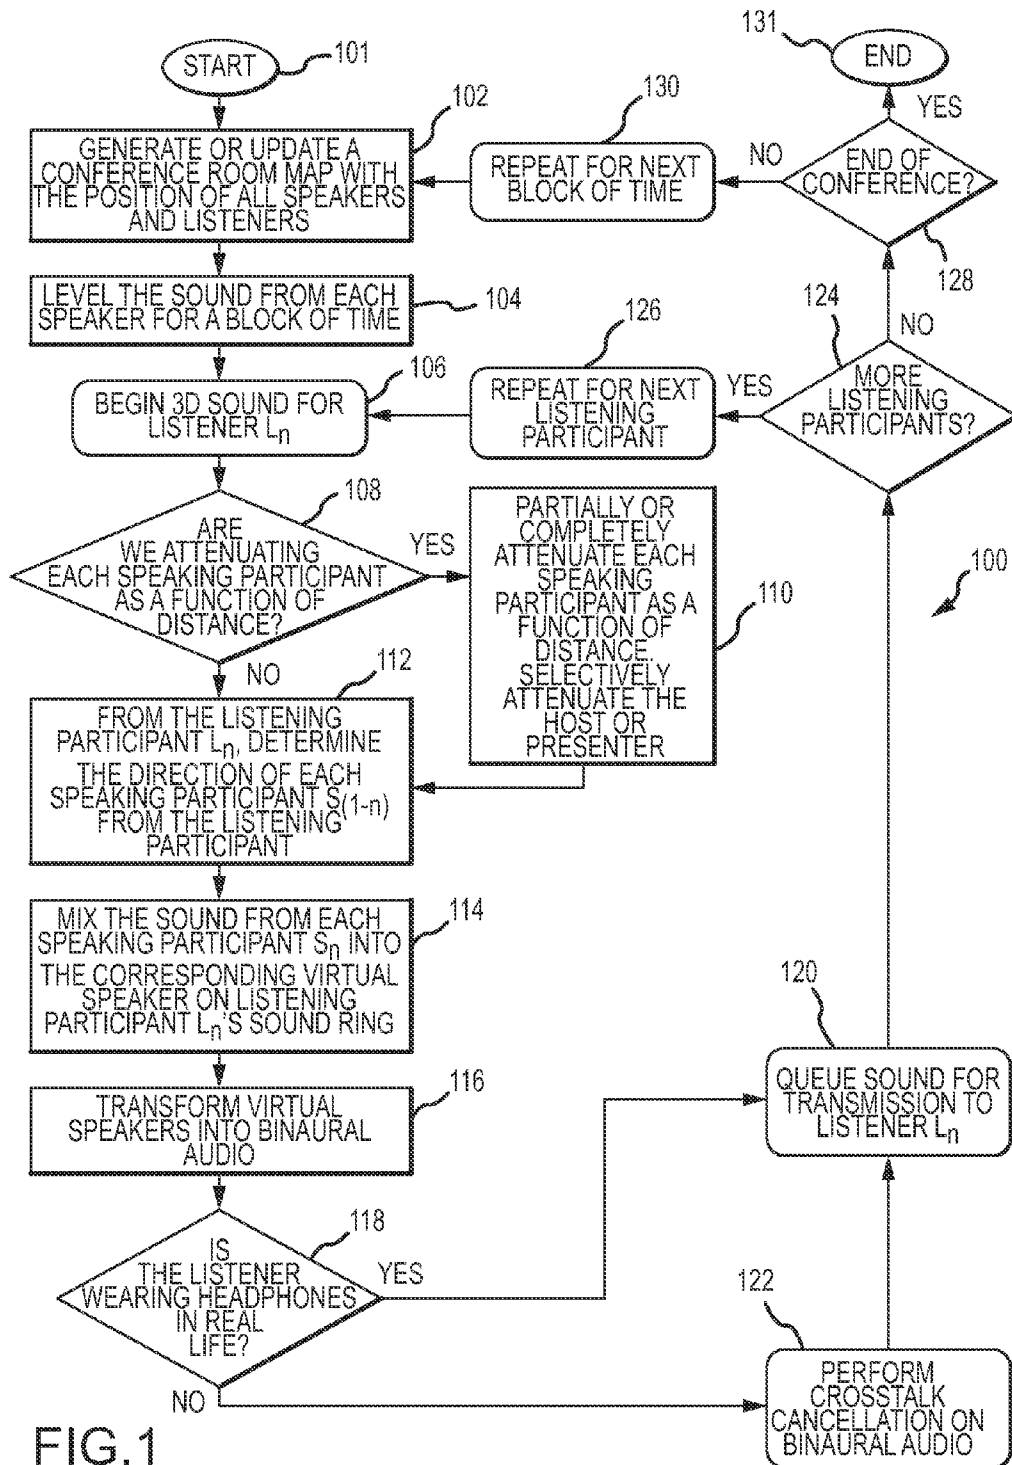 START
101
102
GENERATE OR UPDATE A
CONFERENCE ROOM MAP WITH
THE POSITION OF ALL SPEAKERS
AND LISTENERS
LEVEL THE SOUND FROM EACH
SPEAKER FOR A BLOCK OF TIME
104
106
BEGIN 3D SOUND FOR
LISTENER Ln
108
ARE
WE ATTENUATING
EACH SPEAKING PARTICIPANT
AS A FUNCTION OF
DISTANCE?
YES
NO
PARTIALLY OR
COMPLETELY
ATTENUATE EACH
SPEAKING
PARTICIPANT AS A
FUNCTION OF
DISTANCE.
SELECTIVELY
ATTENUATE THE
HOST OR
PRESENTER
110
112
FROM THE LISTENING
PARTICIPANT Ln, DETERMINE
THE DIRECTION OF EACH
SPEAKING PARTICIPANT S(1-n)
FROM THE LISTENING
PARTICIPANT
MIX THE SOUND FROM EACH
SPEAKING PARTICIPANT Sn INTO
THE CORRESPONDING VIRTUAL
SPEAKER ON LISTENING
PARTICIPANT Ln'S SOUND RING
114
TRANSFORM VIRTUAL
SPEAKERS INTO BINAURAL
AUDIO
116
118
IS
THE LISTENER
WEARING HEADPHONES
IN REAL
LIFE?
YES
NO
120
QUEUE SOUND FOR
TRANSMISSION TO
LISTENER Ln
122
PERFORM
CROSSTALK
CANCELLATION ON
BINAURAL AUDIO
100
124
MORE
LISTENING
PARTICIPANTS?
YES
NO
126
REPEAT FOR NEXT
LISTENING
PARTICIPANT
128
END OF
CONFERENCE?
NO
YES
130
REPEAT FOR NEXT
BLOCK OF TIME
131
END
FIG.1